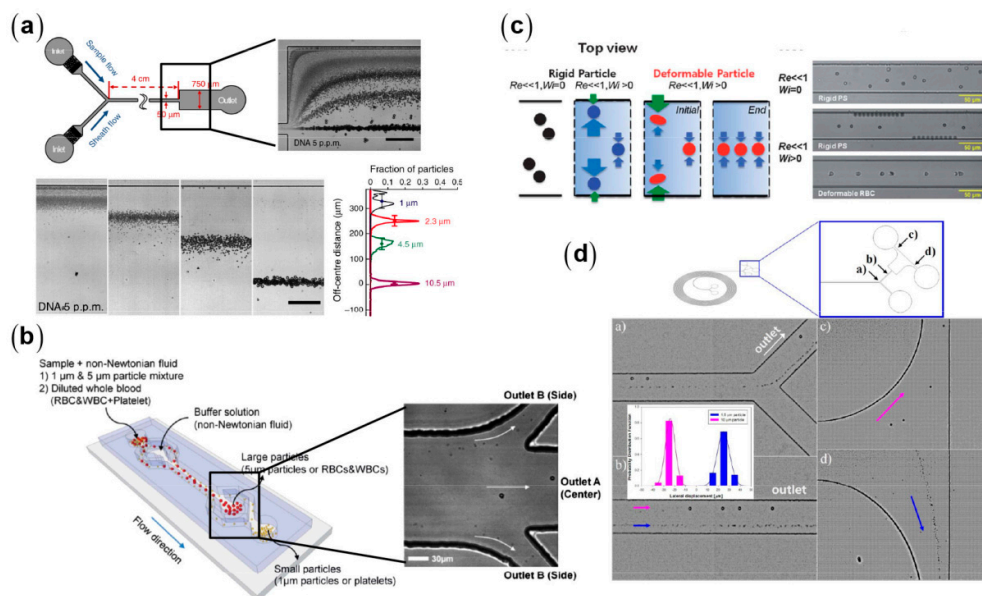 (a)
Inlet
Sample flow
4 cm
750 μm
Outlet
50 μm
Sheath flow
Inlet
DNA 5 p.p.m.
DNA 5 p.p.m.
Fraction of particles
0 0.1 0.2 0.3 0.4 0.5
Off-centre distance (μm)
300
200
100
0
−100
1 μm
2.3 μm
4.5 μm
10.5 μm
(b)
Sample + non-Newtonian fluid
1) 1 μm & 5 μm particle mixture
2) Diluted whole blood
(RBC&WBC+Platelet)
Buffer solution
(non-Newtonian fluid)
Large particles
(5μm particles or RBCs&WBCs)
Flow direction
Small particles
(1μm particles or platelets)
Outlet B (Side)
Outlet A
(Center)
30μm
Outlet B (Side)
(c)
Top view
Rigid Particle
Deformable Particle
Re<<1,Wi=0
Re<<1,Wi>0
Re<<1,Wi>0
Initial
End
Re<<1
Wi=0
Rigid PS
Re<<1
Wi>0
Rigid PS
Deformable RBC
(d)
a)
b)
c)
d)
a)
outlet
c)
Lateral displacement [μm]
b)
outlet
d)